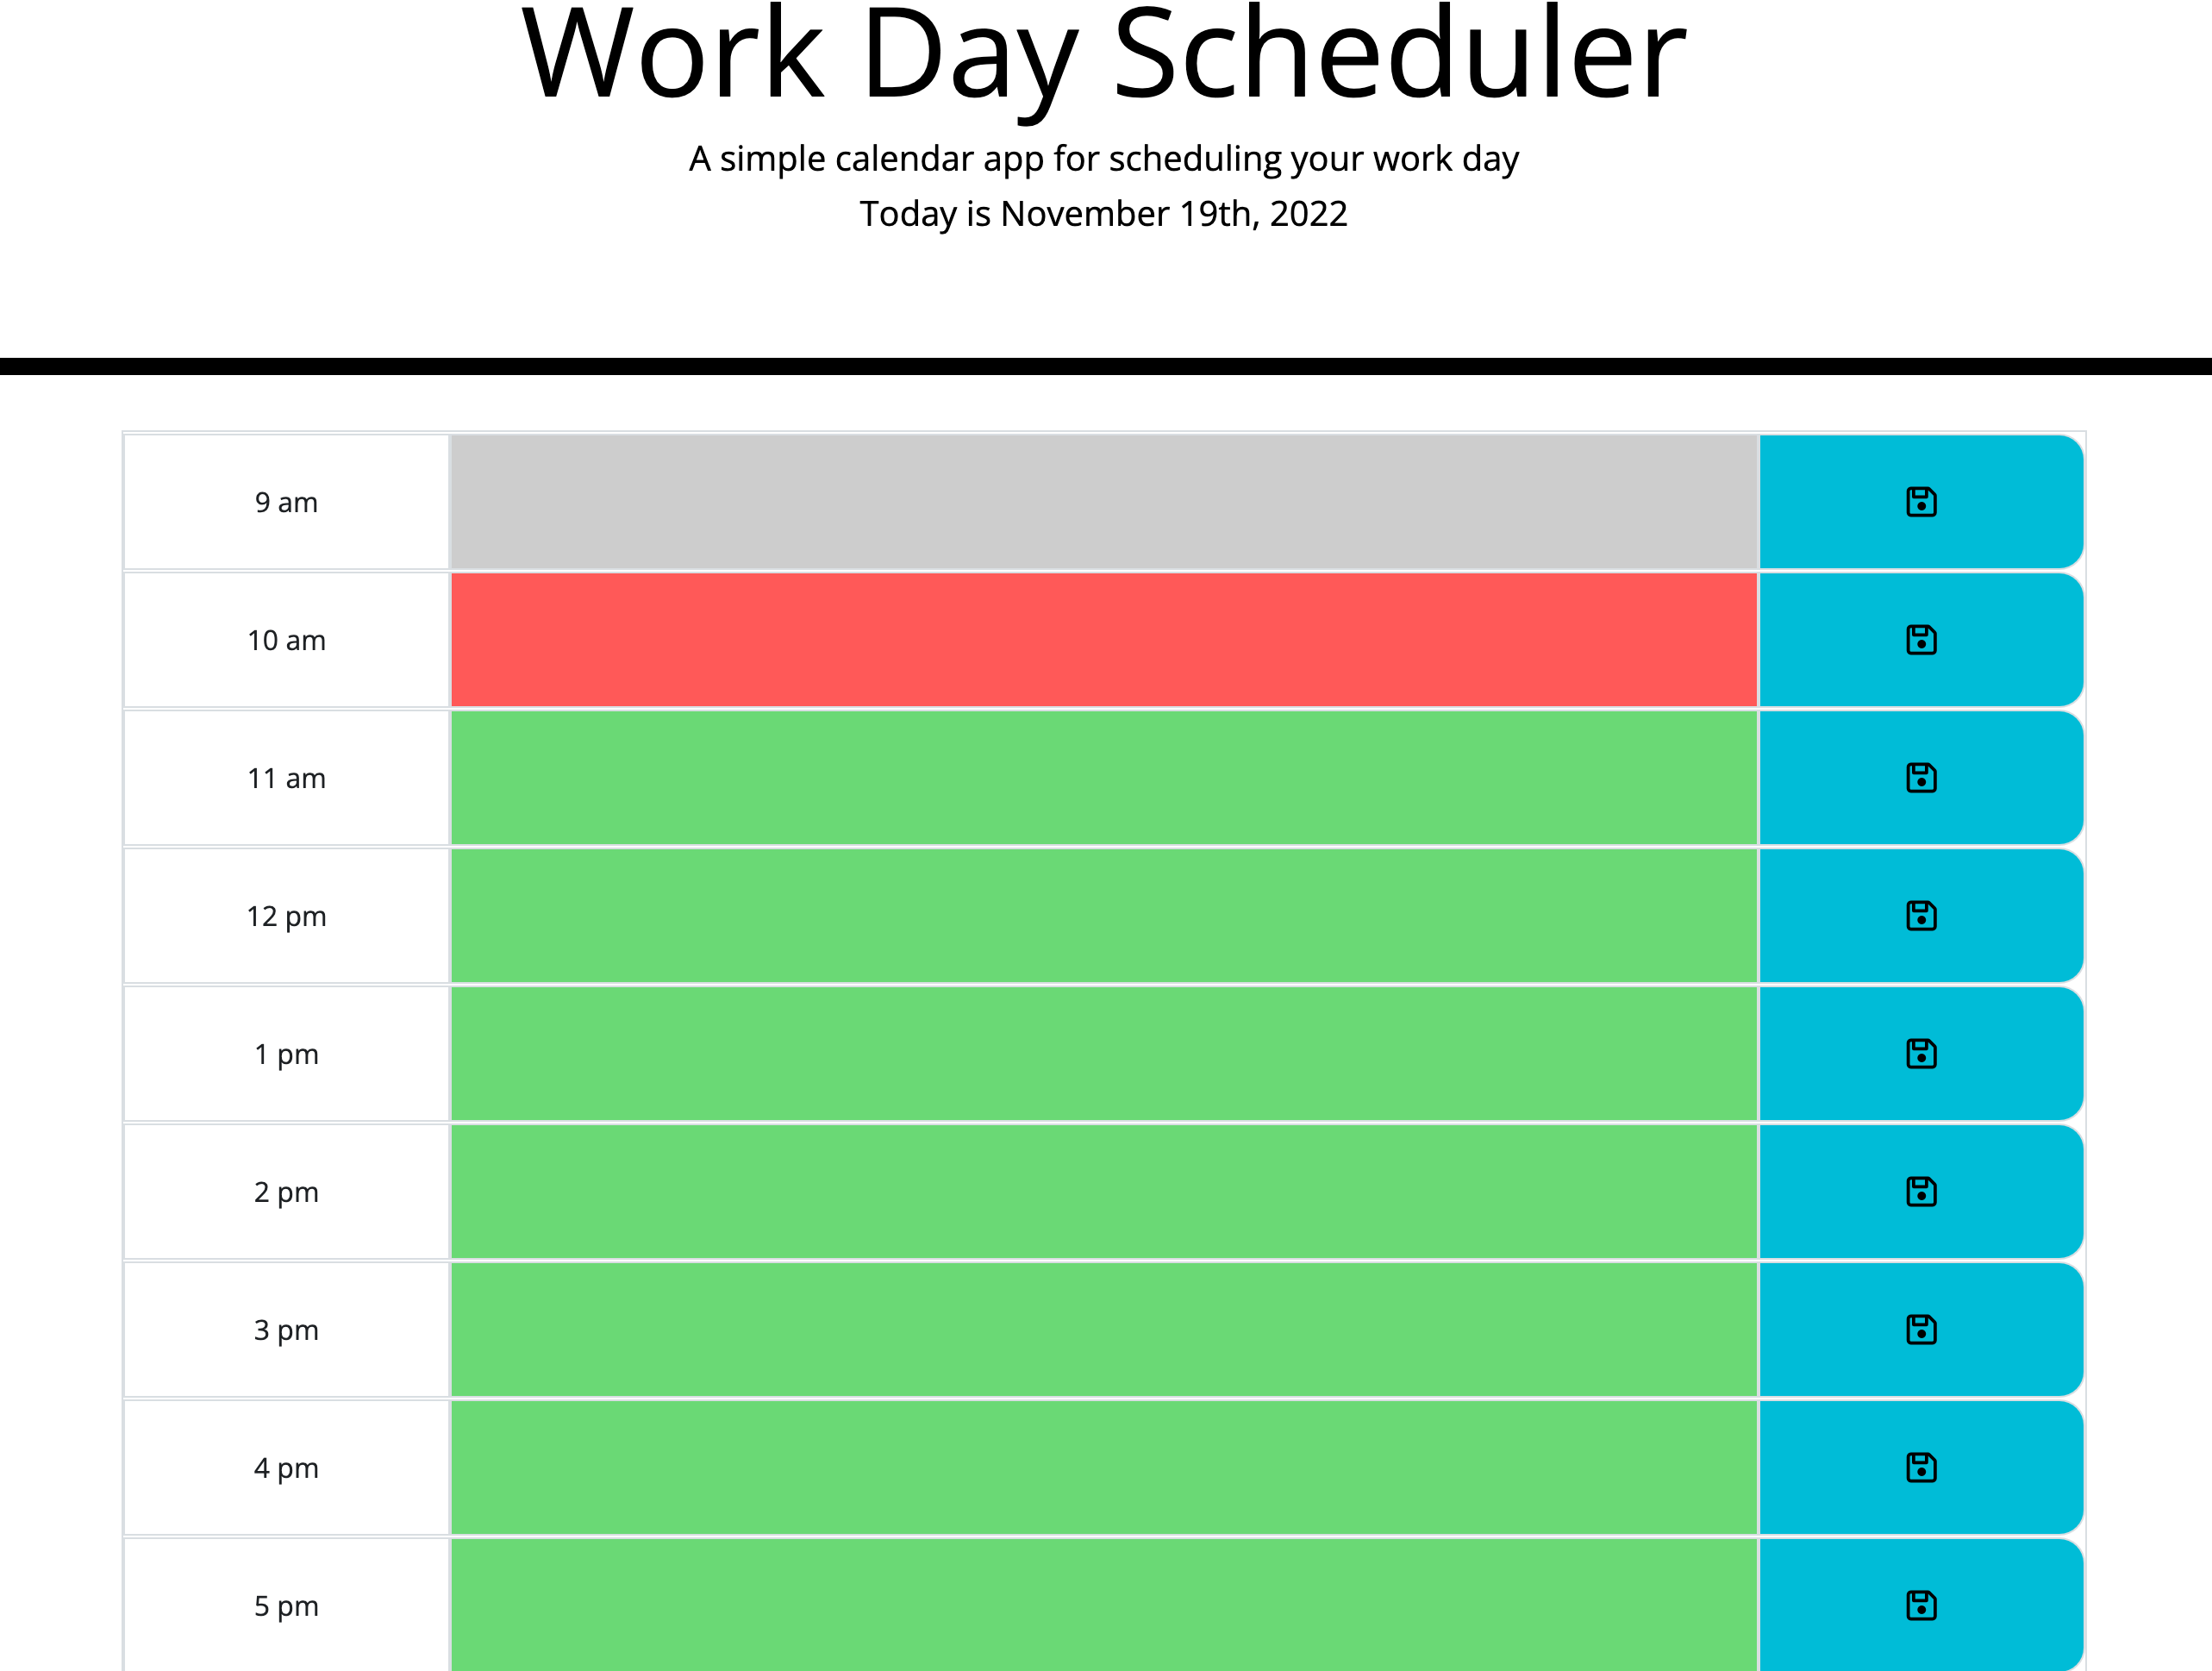 Work Day Scheduler
A simple calendar app for scheduling your work day
Today is November 19th, 2022
9 am
10 am
11 am
12 pm
1 pm
2 pm
3 pm
4 pm
5 pm